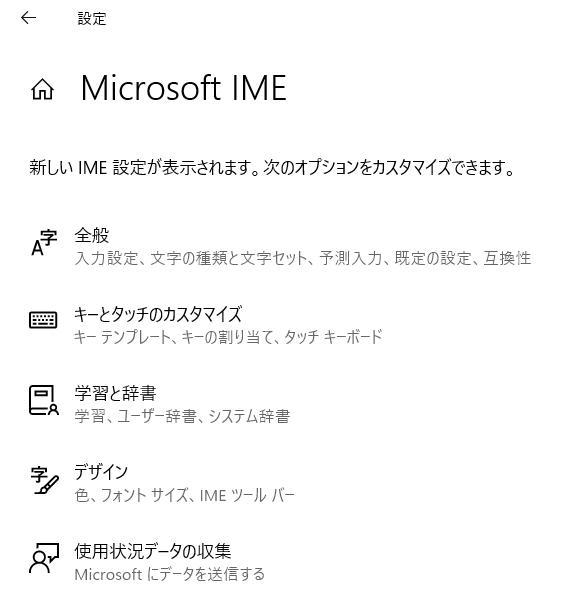 設定
Microsoft IME
新しい IME 設定が表示されます。次のオプションをカスタマイズできます。
全般
入力設定、文字の種類と文字セット、予測入力、既定の設定、互換性
キーとタッチのカスタマイズ
キー テンプレート、キーの割り当て、タッチ キーボード
学習と辞書
学習、ユーザー辞書、システム辞書
デザイン
色、フォント サイズ、IME ツール バー
使用状況データの収集
Microsoft にデータを送信する